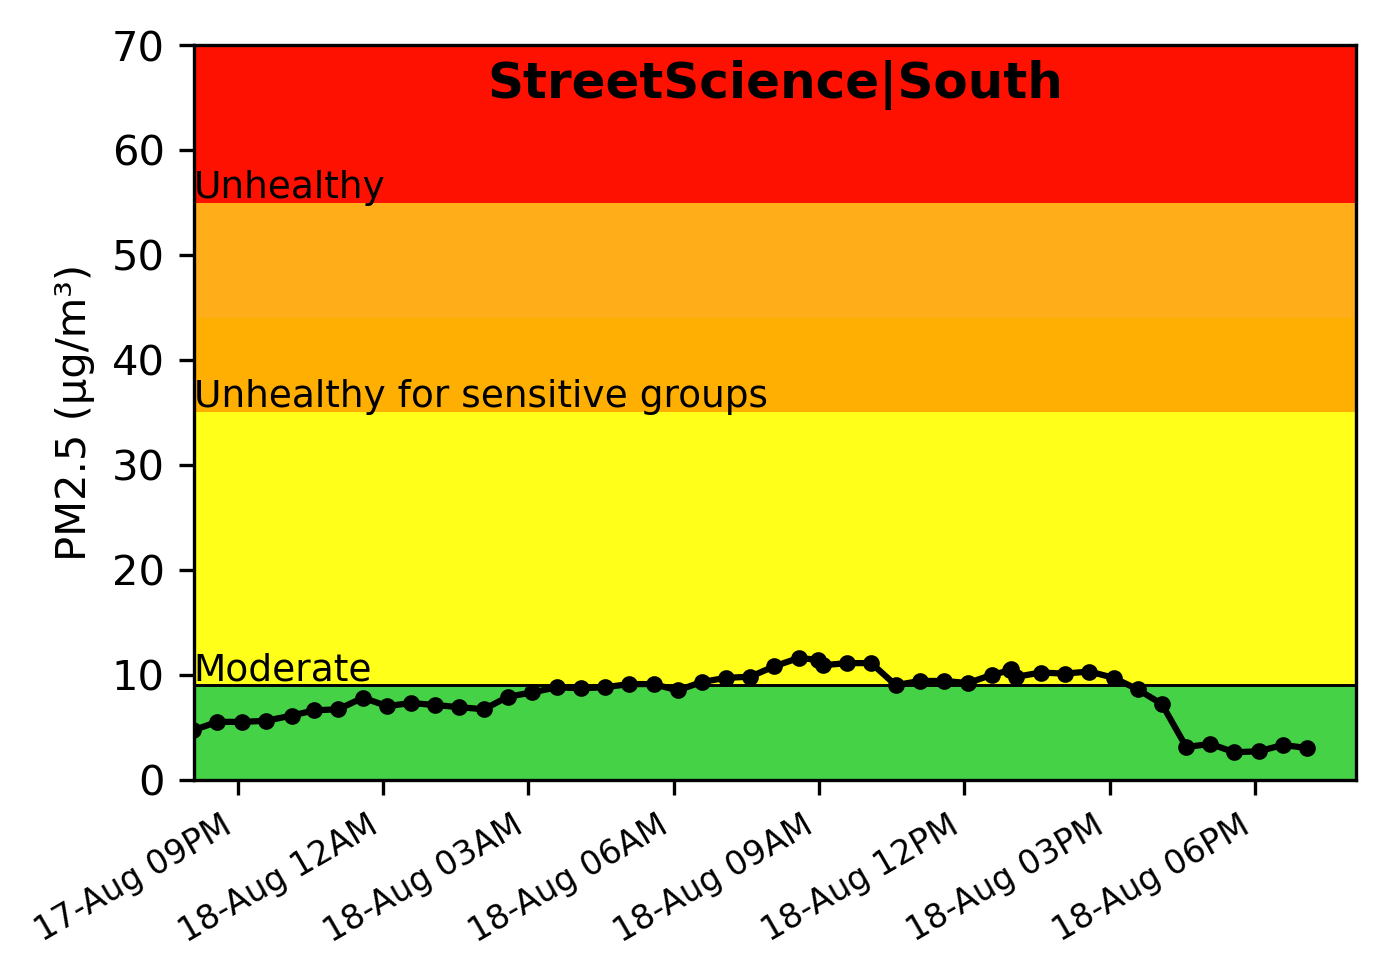 StreetScience|South
70
60
50
40
30
20
10
0
PM2.5 (µg/m³)
Unhealthy
Unhealthy for sensitive groups
Moderate
17-Aug 09PM
18-Aug 12AM
18-Aug 03AM
18-Aug 06AM
18-Aug 09AM
18-Aug 12PM
18-Aug 03PM
18-Aug 06PM